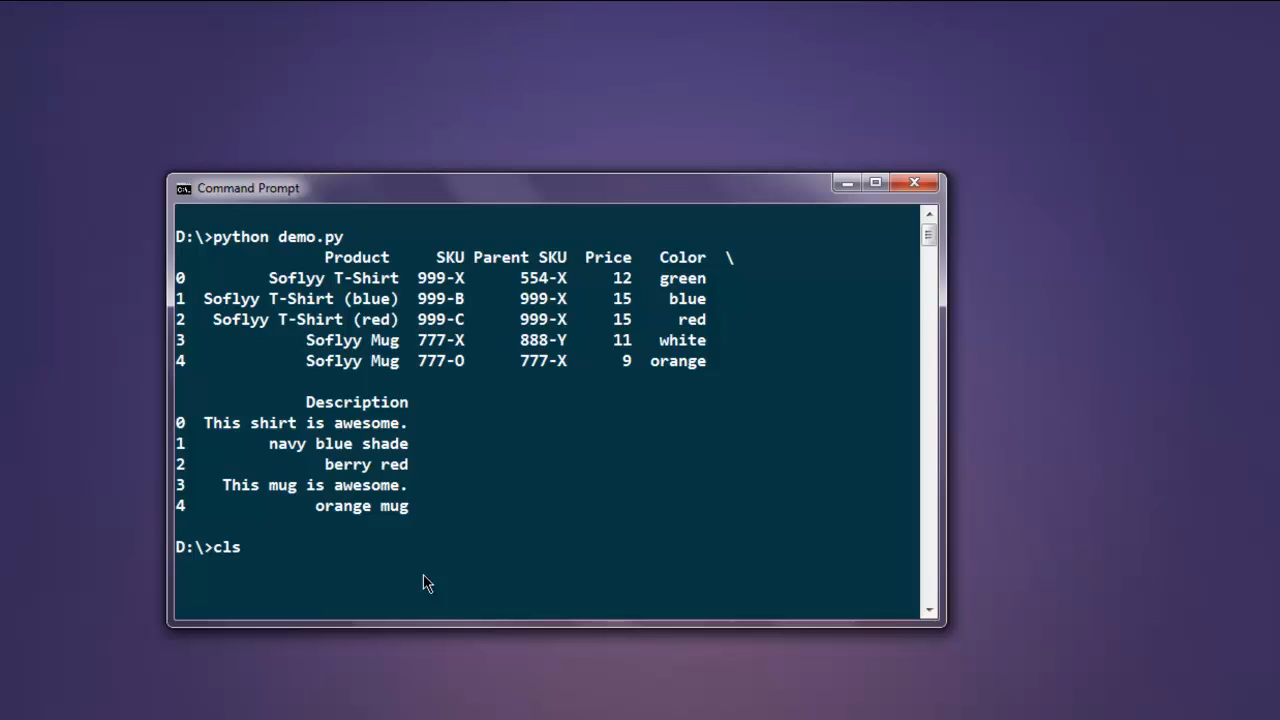 Command Prompt
D:\>python demo.py
Product SKU Parent SKU Price Color \
0 Soflyy T-Shirt 999-X 554-X 12 green
1 Soflyy T-Shirt (blue) 999-B 999-X 15 blue
2 Soflyy T-Shirt (red) 999-C 999-X 15 red
3 Soflyy Mug 777-X 888-Y 11 white
4 Soflyy Mug 777-O 777-X 9 orange
Description
0 This shirt is awesome.
1 navy blue shade
2 berry red
3 This mug is awesome.
4 orange mug
D:\>cls